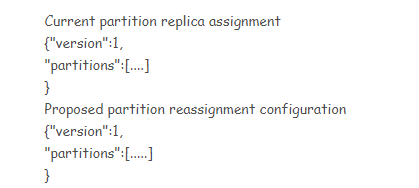 Current partition replica assignment
{"version":1,
"partitions":[....]
}
Proposed partition reassignment configuration
{"version":1,
"partitions":[.....]
}